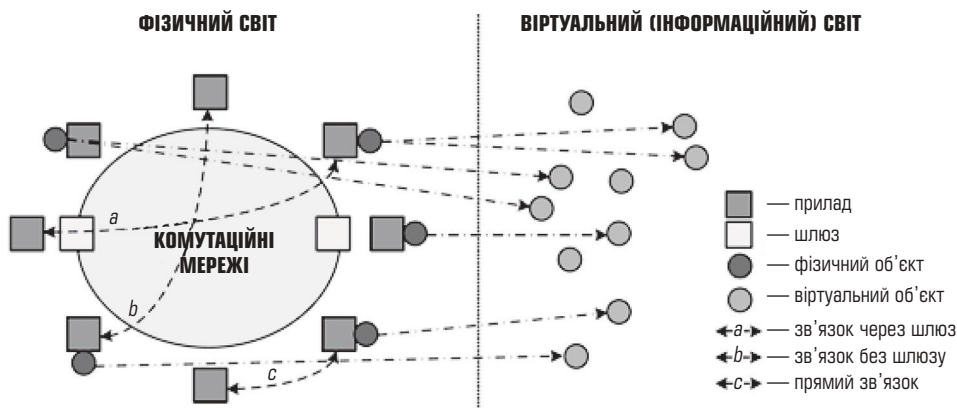 ФІЗИЧНИЙ СВІТ
ВІРТУАЛЬНИЙ (ІНФОРМАЦІЙНИЙ) СВІТ
a
КОМУТАЦІЙНІ
МЕРЕЖІ
b
c
— прилад
— шлюз
— фізичний об’єкт
— віртуальний об’єкт
a — зв’язок через шлюз
b — зв’язок без шлюзу
c — прямий зв’язок